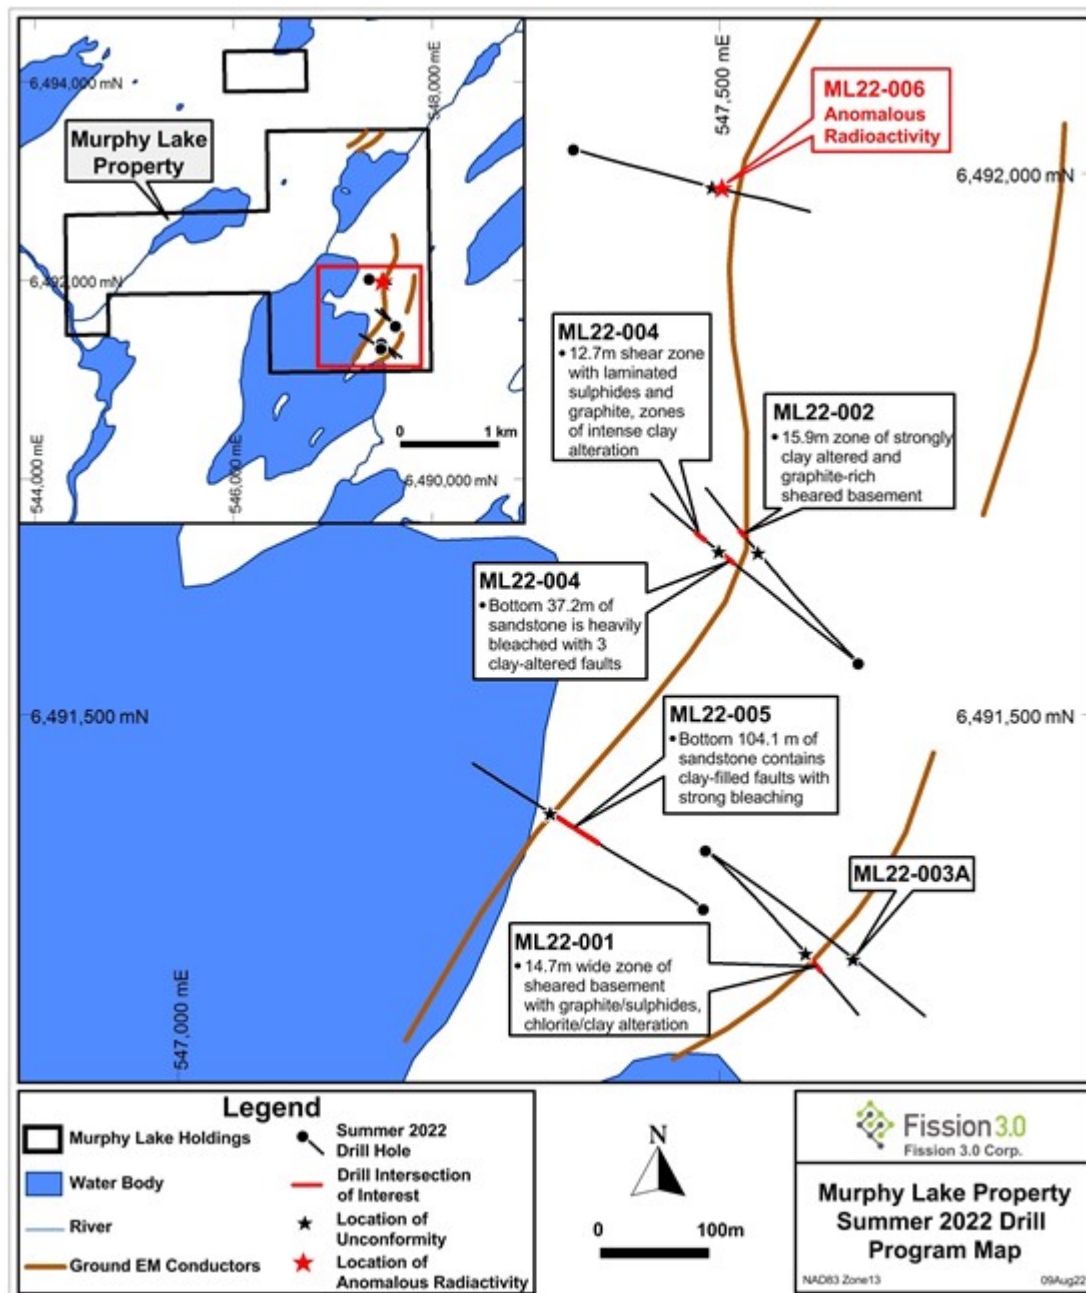 6,494,000 mN
548,000 mE
Murphy Lake
Property
6,492,000 mN
0 1 km
544,000 mE
546,000 mE
6,490,000 mN
547,500 mE
ML22-006
Anomalous
Radioactivity
6,492,000 mN
ML22-004
• 12.7m shear zone
with laminated
sulphides and
graphite, zones
of intense clay
alteration
ML22-002
• 15.9m zone of strongly
clay altered and
graphite-rich
sheared basement
ML22-004
• Bottom 37.2m of
sandstone is heavily
bleached with 3
clay-altered faults
6,491,500 mN
6,491,500 mN
ML22-005
• Bottom 104.1 m of
sandstone contains
clay-filled faults with
strong bleaching
ML22-003A
ML22-001
• 14.7m wide zone of
sheared basement
with graphite/sulphides,
chlorite/clay alteration
547,000 mE
Legend
Murphy Lake Holdings
Water Body
River
Ground EM Conductors
Summer 2022
Drill Hole
Drill Intersection
of Interest
Location of
Unconformity
Location of
Anomalous Radiactivity
N
0 100m
Fission 3.0
Fission 3.0 Corp.
Murphy Lake Property
Summer 2022 Drill
Program Map
NAD83 Zone13 09Aug22